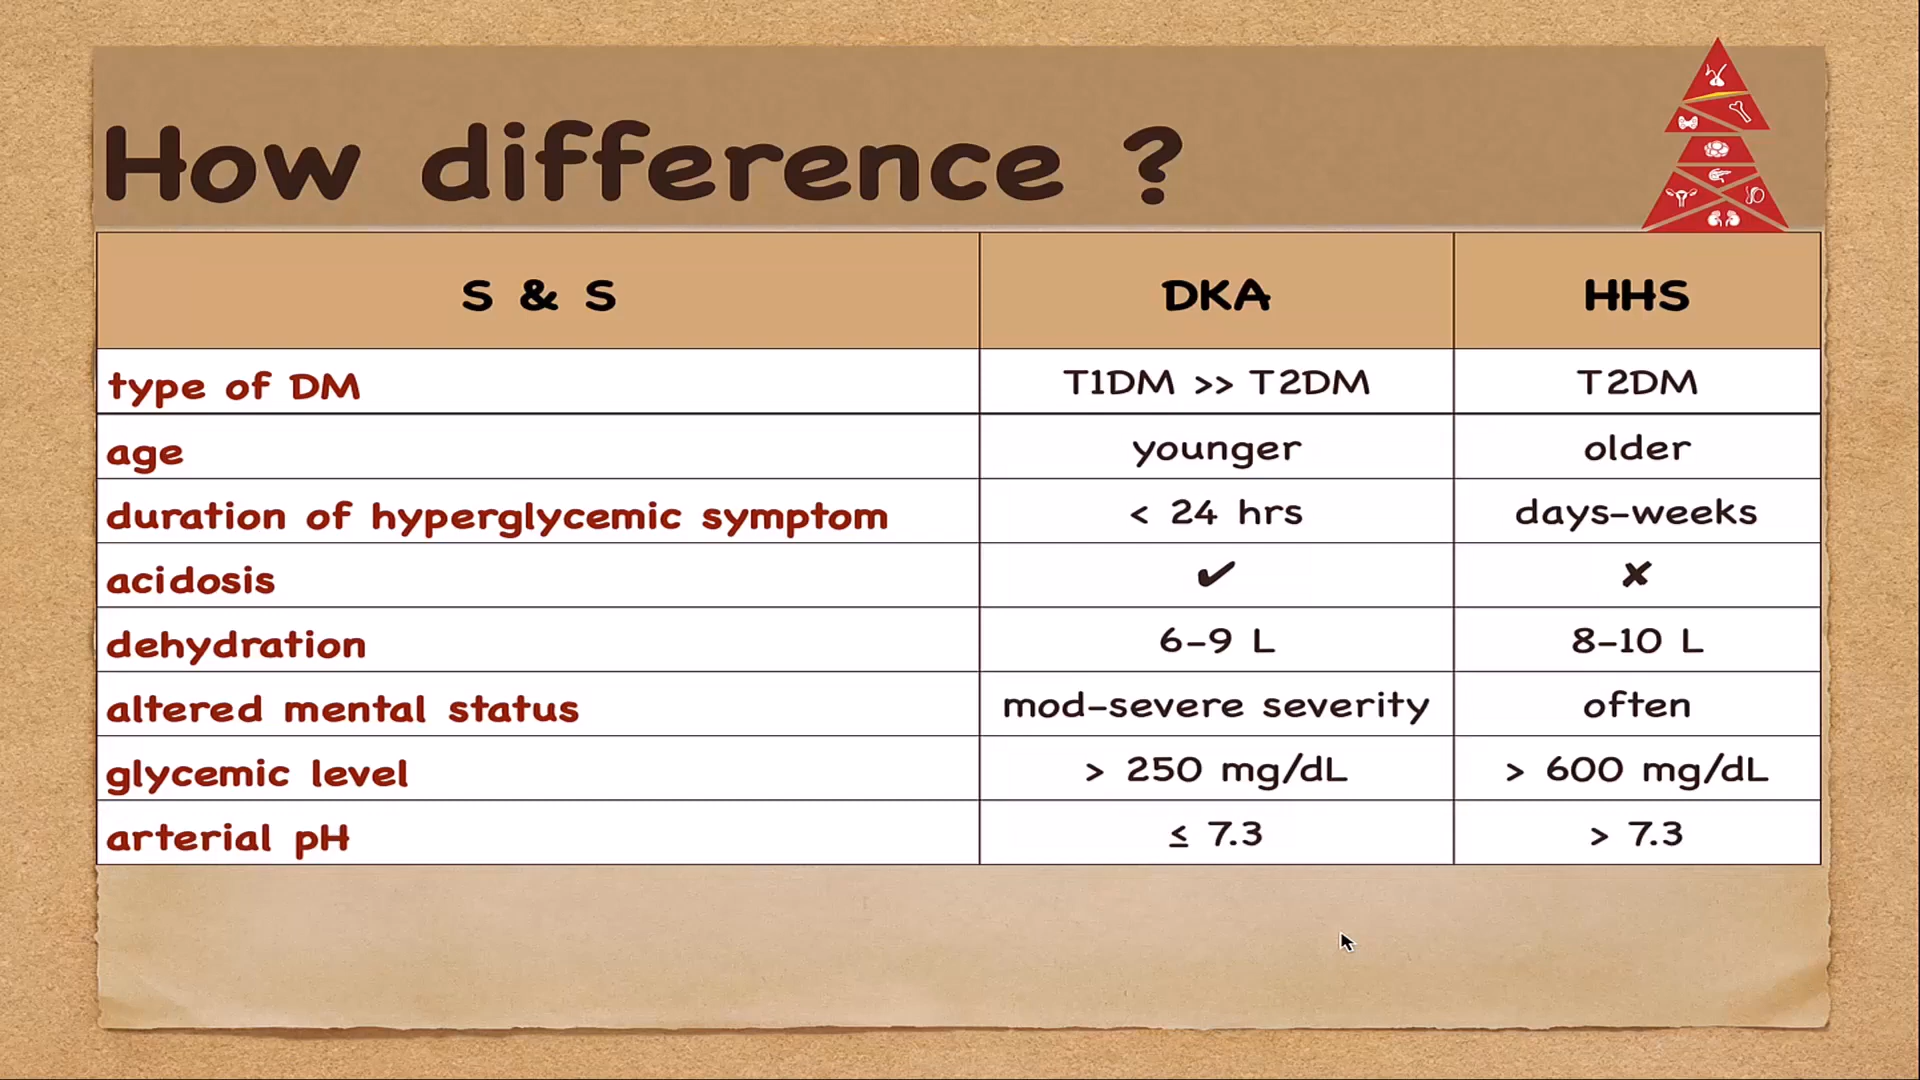 How difference ?
S & S DKA HHS
type of DM T1DM >> T2DM T2DM
age younger older
duration of hyperglycemic symptom < 24 hrs days-weeks
acidosis ✔ ✘
dehydration 6-9 L 8-10 L
altered mental status mod-severe severity often
glycemic level > 250 mg/dL > 600 mg/dL
arterial pH ≤ 7.3 > 7.3